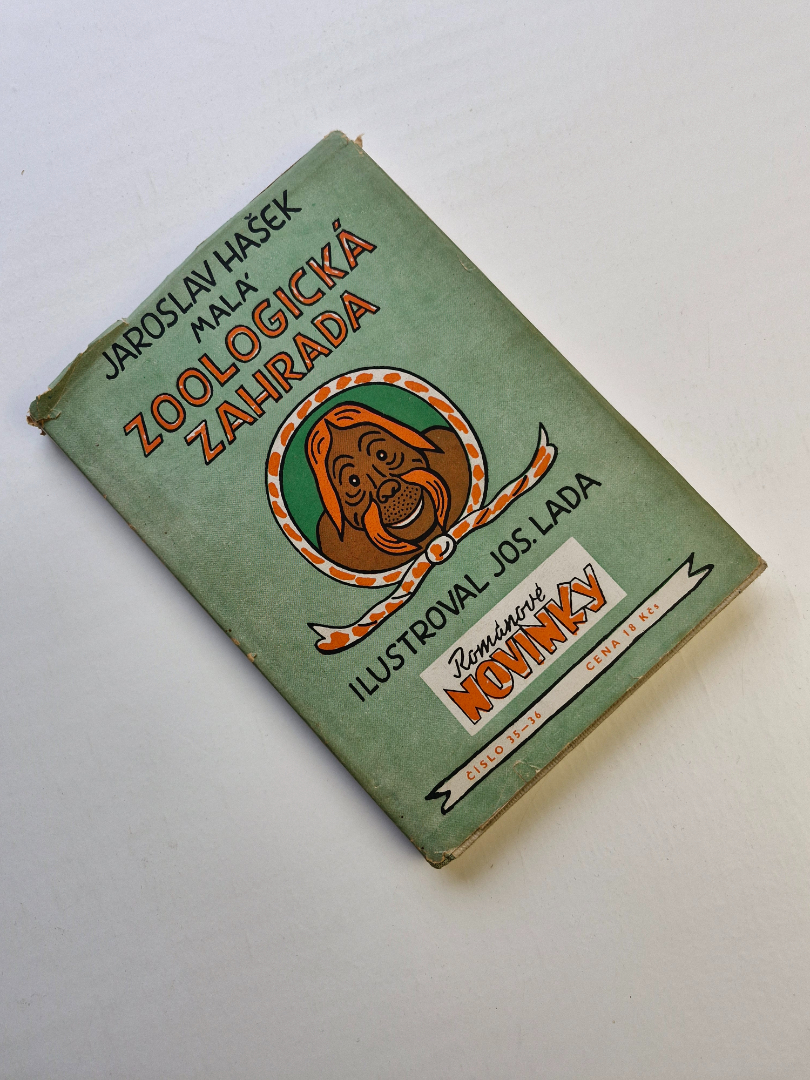 JAROSLAV HAŠEK
MALÁ
ZOOLOGICKÁ
ZAHRADA
ILUSTROVAL JOS. LADA
Románové
NOVINKY
ČÍSLO 35–36 CENA 18 Kčs